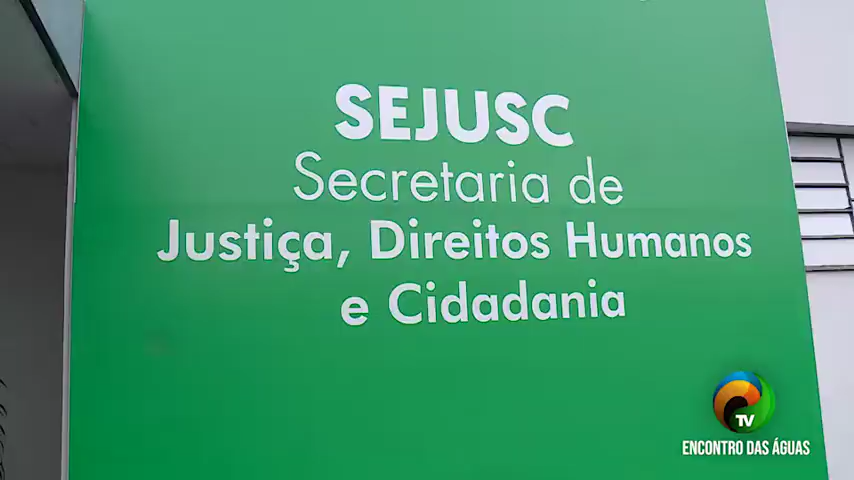 SEJUSC
Secretaria de
Justiça, Direitos Humanos
e Cidadania
TV
ENCONTRO DAS ÁGUAS